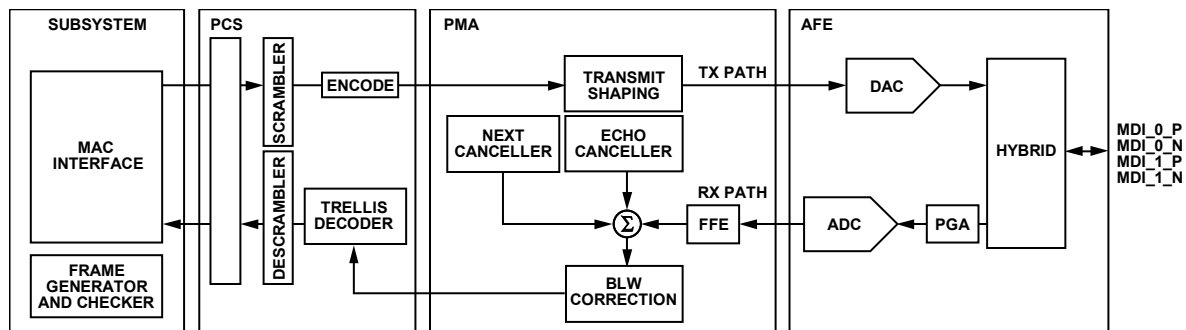 SUBSYSTEM
MAC
INTERFACE
FRAME
GENERATOR
AND CHECKER
PCS
SCRAMBLER
ENCODE
DESCRAMBLER
TRELLIS
DECODER
PMA
TRANSMIT
SHAPING
TX PATH
NEXT
CANCELLER
ECHO
CANCELLER
RX PATH
Σ
FFE
BLW
CORRECTION
AFE
DAC
HYBRID
ADC
PGA
MDI_0_P
MDI_0_N
MDI_1_P
MDI_1_N